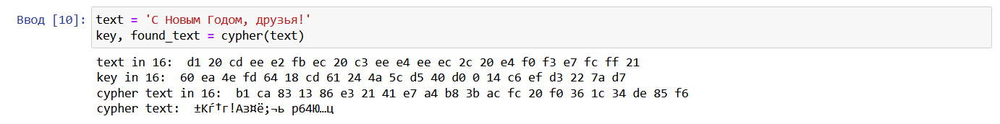 Ввод [10]: text = 'С Новым Годом, друзья!'
key, found_text = cypher(text)
text in 16:  d1 20 cd ee e2 fb ec 20 c3 ee e4 ee ec 2c 20 e4 f0 f3 e7 fc ff 21
key in 16:  60 ea 4e fd 64 18 cd 61 24 4a 5c d5 40 d0 0 14 c6 ef d3 22 7a d7
cypher text in 16:  b1 ca 83 13 86 e3 21 41 e7 a4 b8 3b ac fc 20 f0 36 1c 34 de 85 f6
cypher text:  ±Кѓ†г!Aз¤ё;¬ь р64Ю…ц